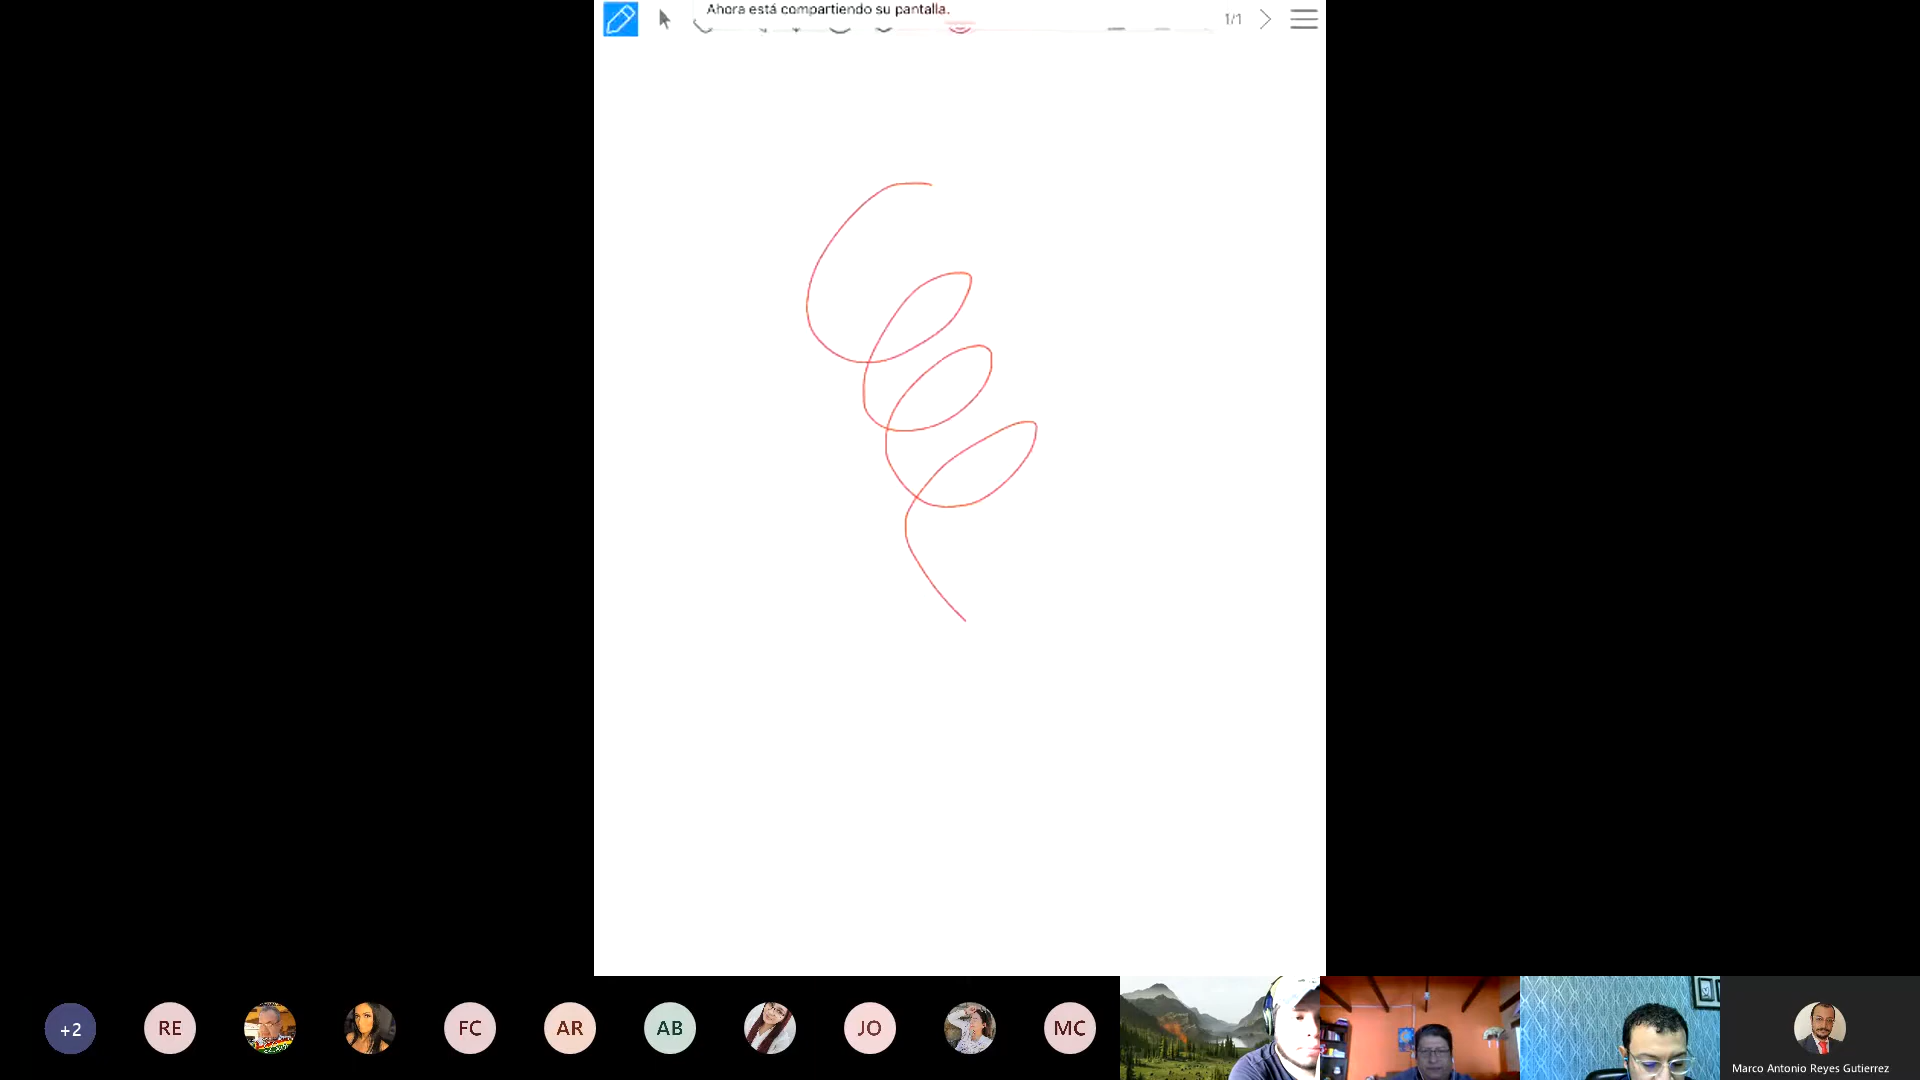 Ahora está compartiendo su pantalla.
1/1
+2
RE
FC
AR
AB
JO
MC
Marco Antonio Reyes Gutierrez